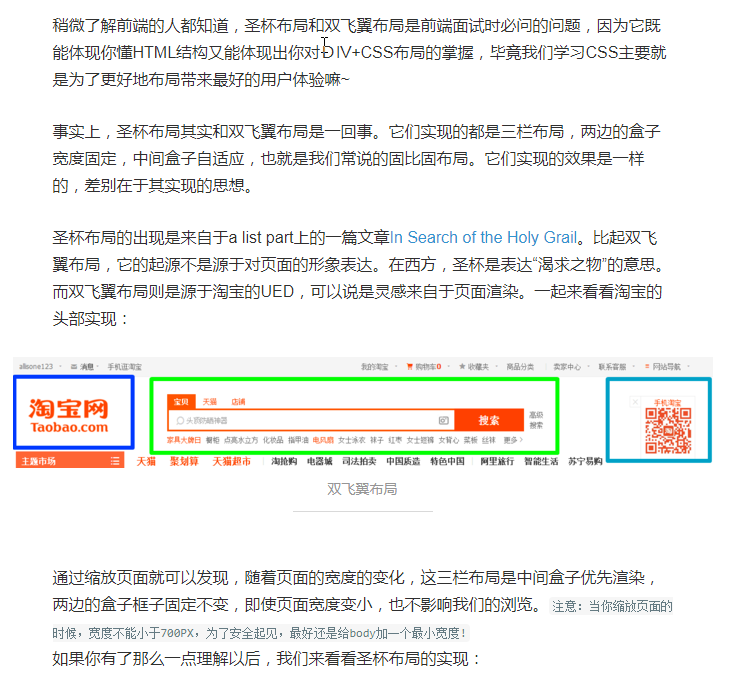 稍微了解前端的人都知道，圣杯布局和双飞翼布局是前端面试时必问的问题，因为它既
能体现你懂HTML结构又能体现出你对DIV+CSS布局的掌握，毕竟我们学习CSS主要就
是为了更好地布局带来最好的用户体验嘛~
事实上，圣杯布局其实和双飞翼布局是一回事。它们实现的都是三栏布局，两边的盒子
宽度固定，中间盒子自适应，也就是我们常说的固比固布局。它们实现的效果是一样
的，差别在于其实现的思想。
圣杯布局的出现是来自于a list part上的一篇文章In Search of the Holy Grail。比起双飞
翼布局，它的起源不是源于对页面的形象表达。在西方，圣杯是表达“渴求之物”的意思。
而双飞翼布局则是源于淘宝的UED，可以说是灵感来自于页面渲染。一起来看看淘宝的
头部实现：
alisone123 消息 手机逛淘宝 我的淘宝 购物车0 收藏夹 商品分类 卖家中心 联系客服 网站导航
宝贝 天猫 店铺
手机淘宝
淘宝网
Taobao.com
头戴防晒神器 搜索 高级
搜索
家具大牌日 橱柜 点亮水立方 化妆品 指甲油 电风扇 女士泳衣 袜子 红枣 女士短裤 女背心 菜板 丝袜 更多
主题市场 天猫 聚划算 天猫超市 淘抢购 电器城 司法拍卖 中国质造 特色中国 阿里旅行 智能生活 苏宁易购
双飞翼布局
通过缩放页面就可以发现，随着页面的宽度的变化，这三栏布局是中间盒子优先渲染，
两边的盒子框子固定不变，即使页面宽度变小，也不影响我们的浏览。注意：当你缩放页面的
时候，宽度不能小于700PX，为了安全起见，最好还是给body加一个最小宽度！
如果你有了那么一点理解以后，我们来看看圣杯布局的实现：